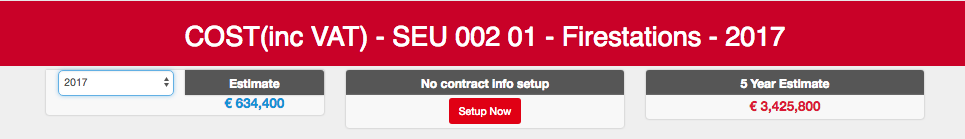 COST(inc VAT) - SEU 002 01 - Firestations - 2017
2017
Estimate
€ 634,400
No contract info setup
Setup Now
5 Year Estimate
€ 3,425,800